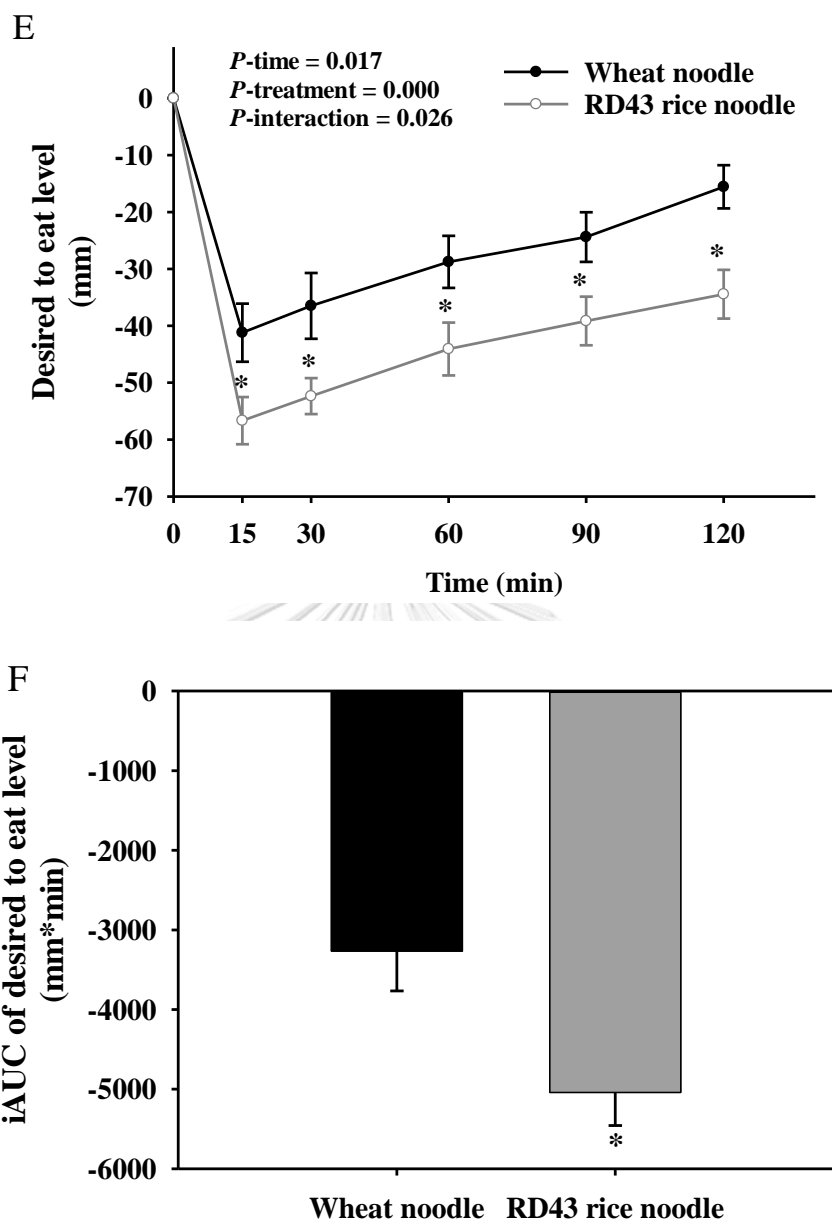 E
P-time = 0.017
P-treatment = 0.000
P-interaction = 0.026
Wheat noodle
RD43 rice noodle
Desired to eat level
(mm)
0
-10
-20
-30
-40
-50
-60
-70
*
*
*
*
*
0 15 30 60 90 120
Time (min)
F
iAUC of desired to eat level
(mm*min)
0
-1000
-2000
-3000
-4000
-5000
-6000
*
Wheat noodle RD43 rice noodle